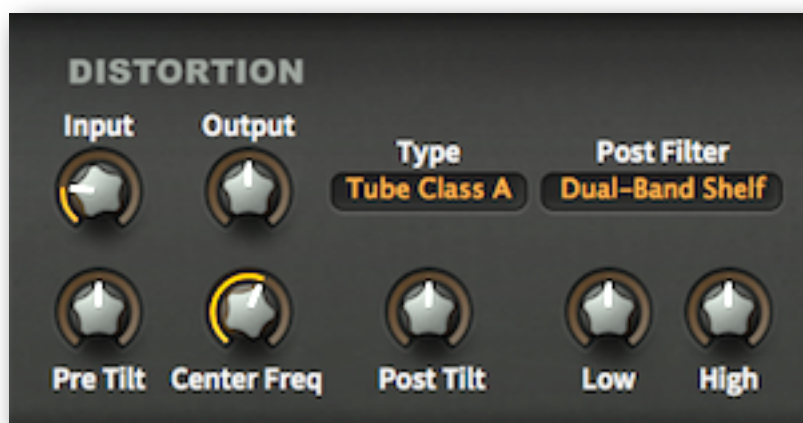 DISTORTION
Input
Output
Type
Post Filter
Tube Class A
Dual-Band Shelf
Pre Tilt
Center Freq
Post Tilt
Low
High